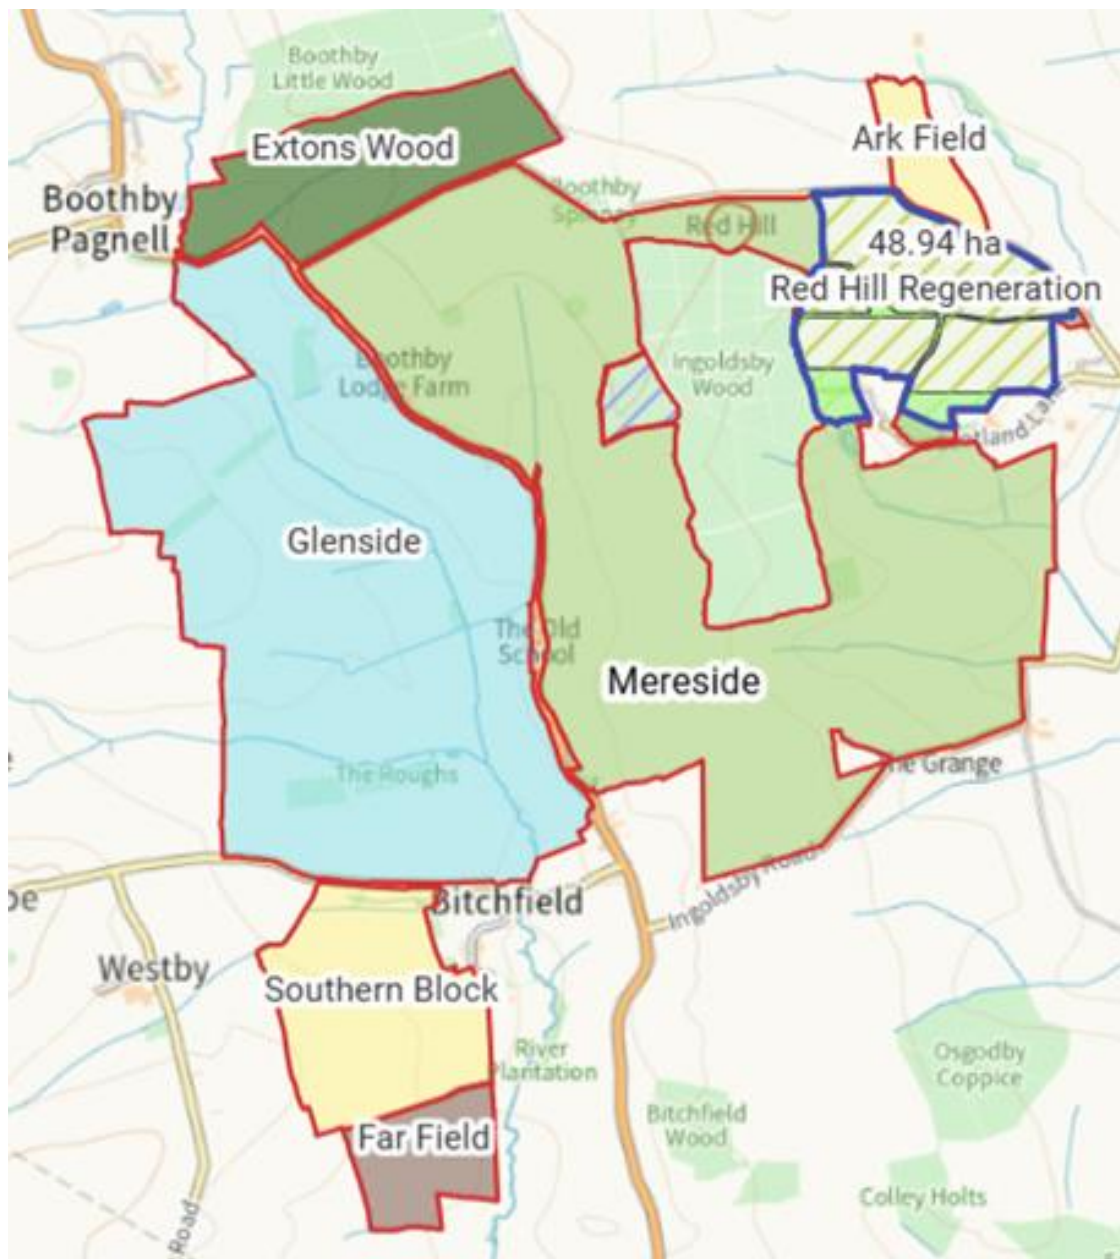 Boothby
Little Wood
Extons Wood
Ark Field
Boothby
Pagnell
Boothby
Spinney
Red Hill
48.94 ha
Red Hill Regeneration
Boothby
Lodge Farm
Ingoldsby
Wood
Glenside
The Old
School
Mereside
The Roughs
The Grange
Ingoldsby Road
Bitchfield
Westby
Southern Block
River
Plantation
Osgodby
Coppice
Bitchfield
Wood
Far Field
Colley Holts
Road